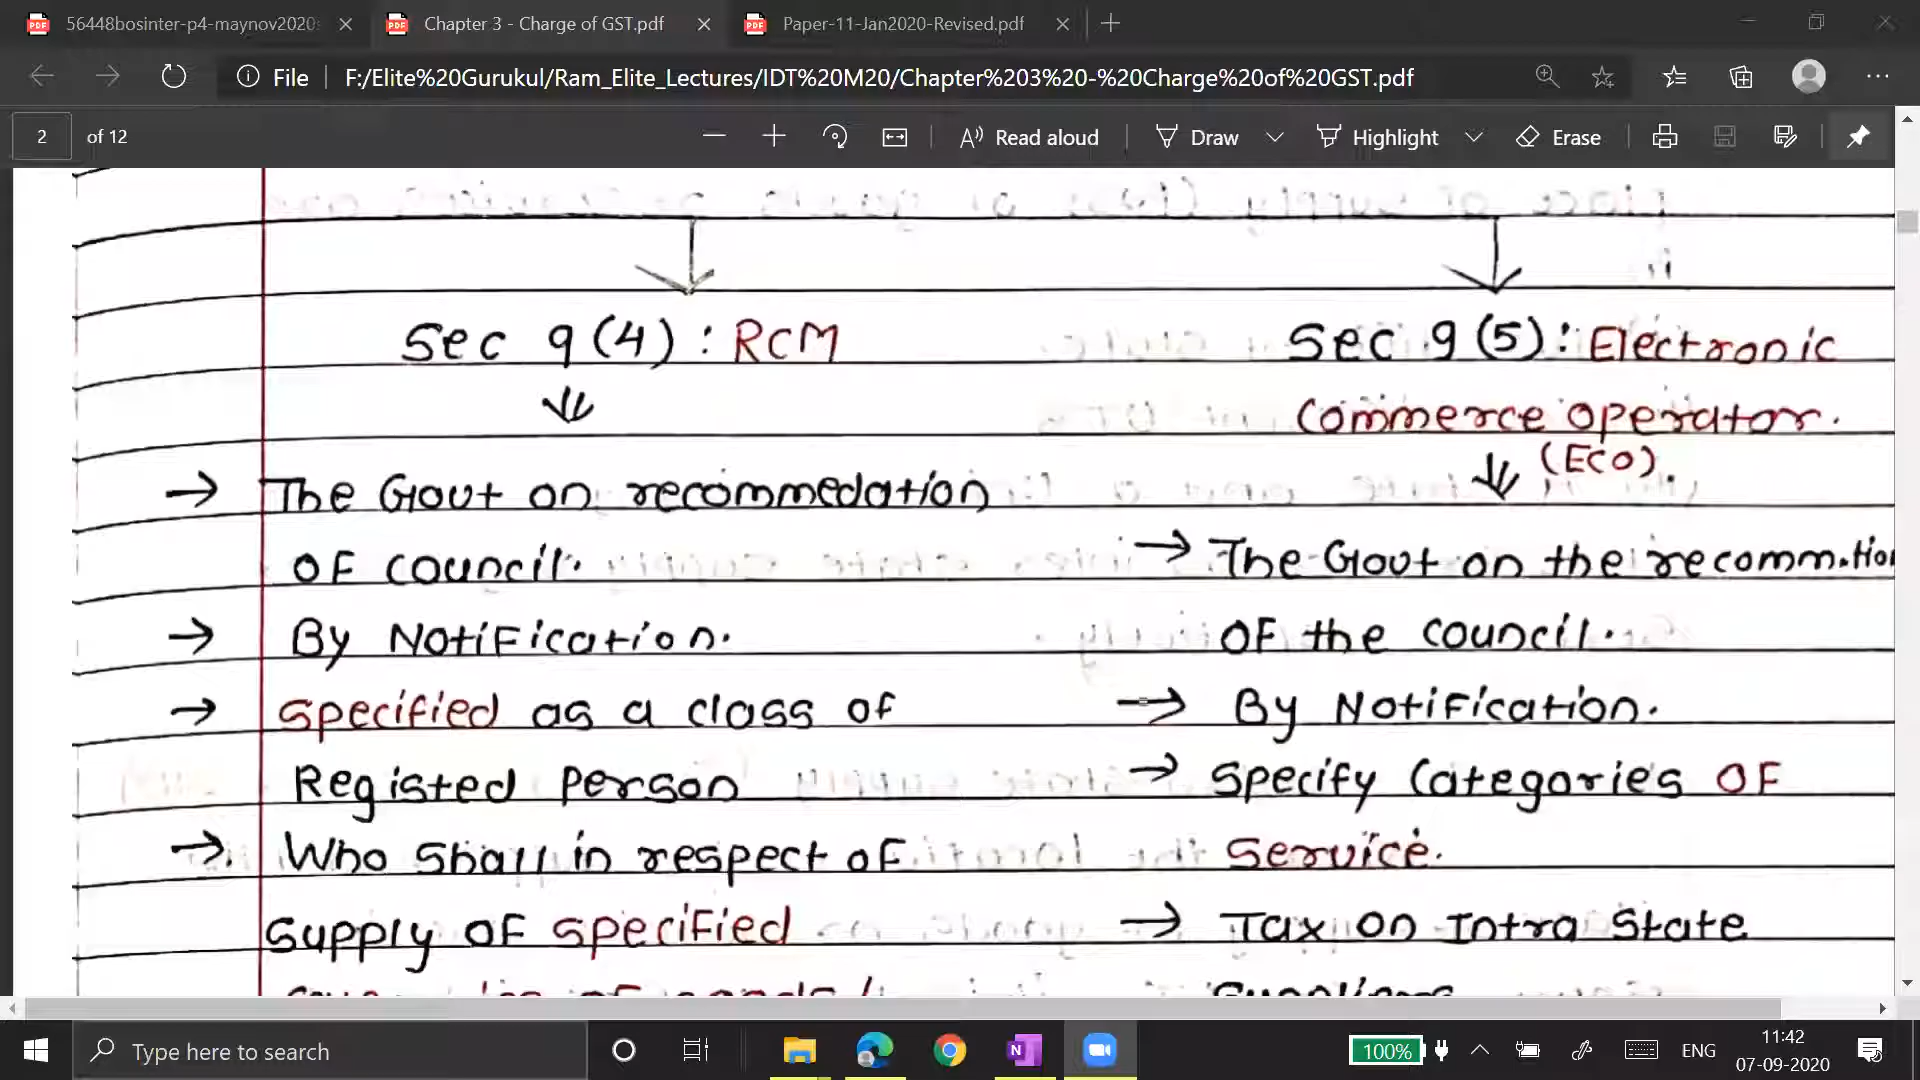 56448bosinter-p4-maynov2020
Chapter 3 - Charge of GST.pdf
Paper-11-Jan2020-Revised.pdf
File
F:/Elite%20Gurukul/Ram_Elite_Lectures/IDT%20M20/Chapter%203%20-%20Charge%20of%20GST.pdf
2 of 12
Read aloud
Draw
Highlight
Erase
Sec 9(4) : RCM
The Govt on recommedation
OF council.
By Notification.
specified as a class of
Registed person
Who shall in respect of
supply OF specified
Sec 9(5): Electronic
Commerce operator.
(ECO).
The Govt on the recomm.tion
OF the council.
By Notification.
Specify Categories OF
Service.
Tax on Intra State
Type here to search
100%
ENG
11:42
07-09-2020